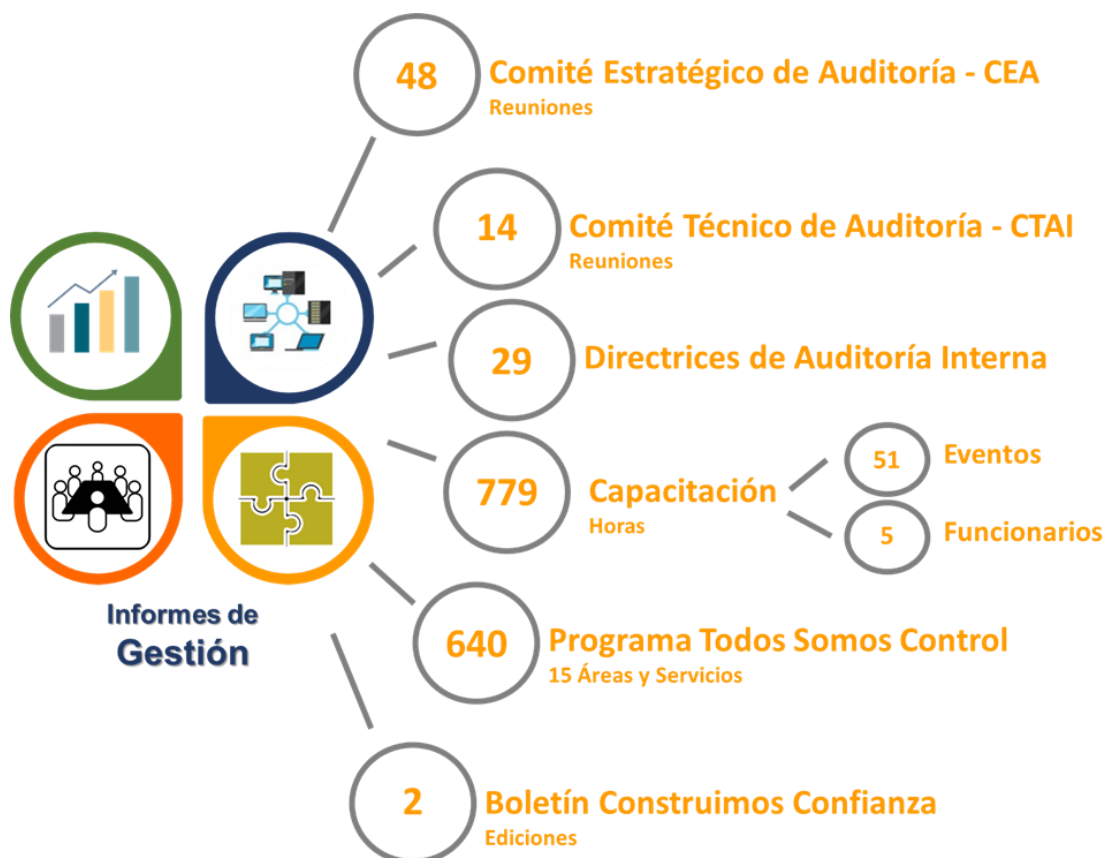 48
Comité Estratégico de Auditoría - CEA
Reuniones
14
Comité Técnico de Auditoría - CTAI
Reuniones
29
Directrices de Auditoría Interna
779
Capacitación
Horas
51
Eventos
5
Funcionarios
Informes de
Gestión
640
Programa Todos Somos Control
15 Áreas y Servicios
2
Boletín Construimos Confianza
Ediciones